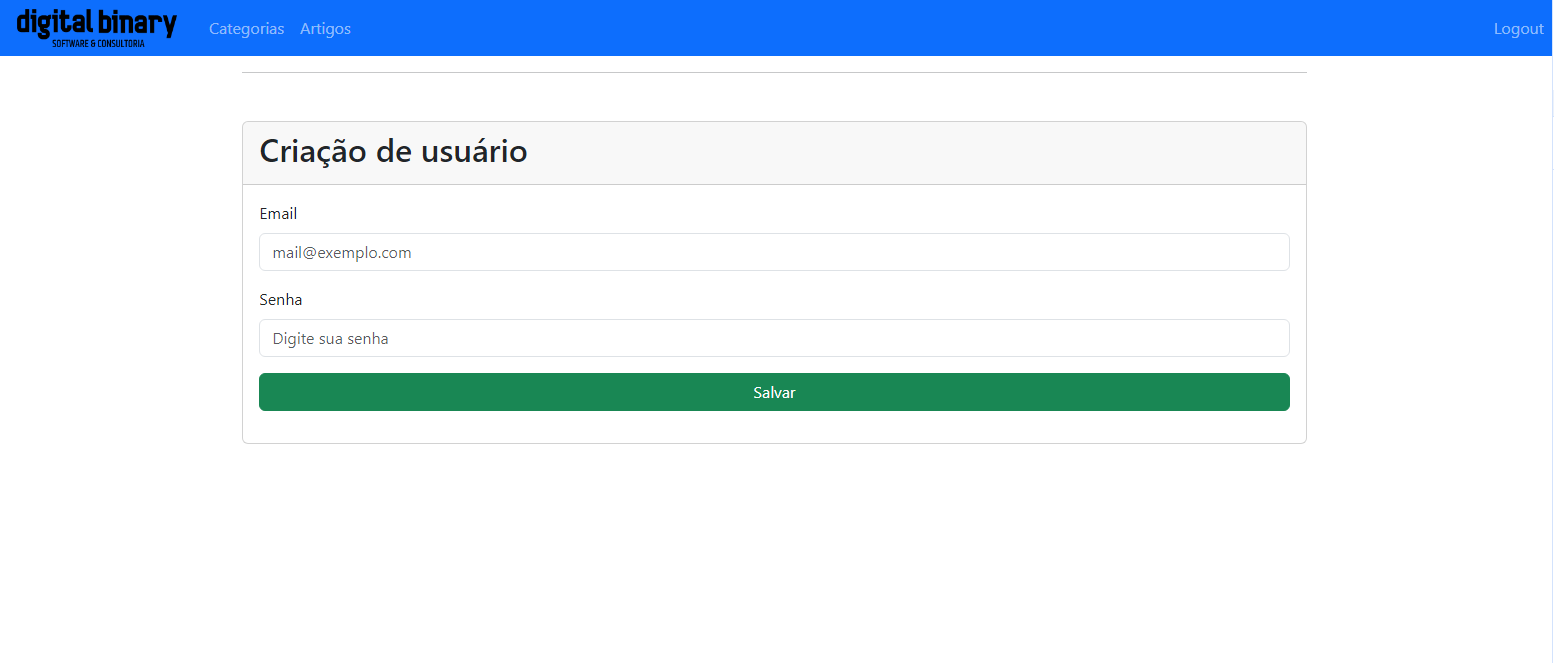 digital binary
SOFTWARE & CONSULTORIA
Categorias Artigos Logout
Criação de usuário
Email
mail@exemplo.com
Senha
Digite sua senha
Salvar